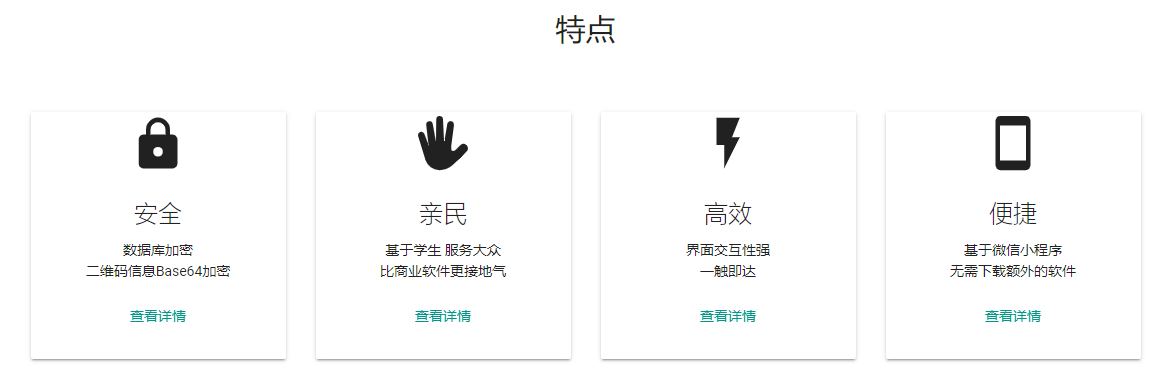 特点
安全
数据库加密
二维码信息Base64加密
查看详情
亲民
基于学生 服务大众
比商业软件更接地气
查看详情
高效
界面交互性强
一触即达
查看详情
便捷
基于微信小程序
无需下载额外的软件
查看详情